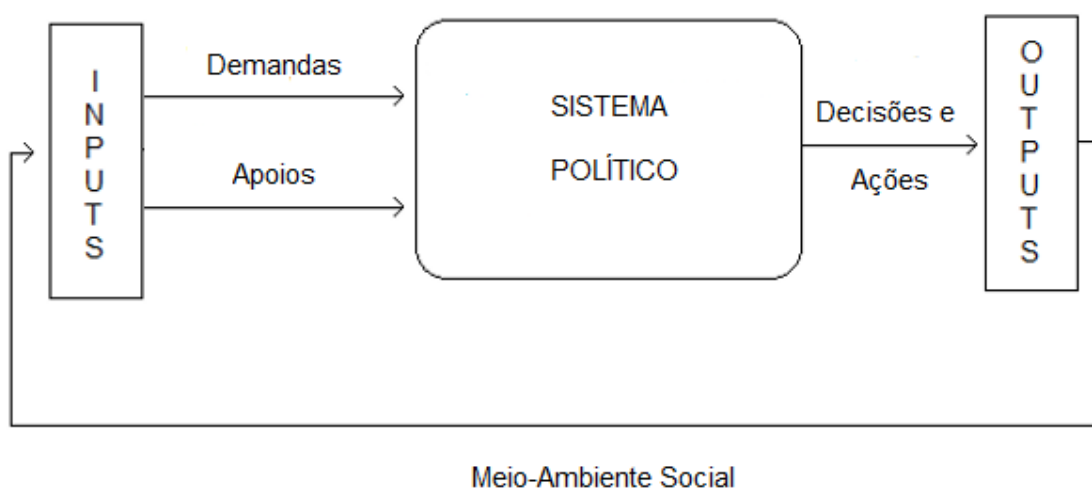 INPUTS
Demandas
Apoios
SISTEMA
POLÍTICO
Decisões e
Ações
OUTPUTS
Meio-Ambiente Social